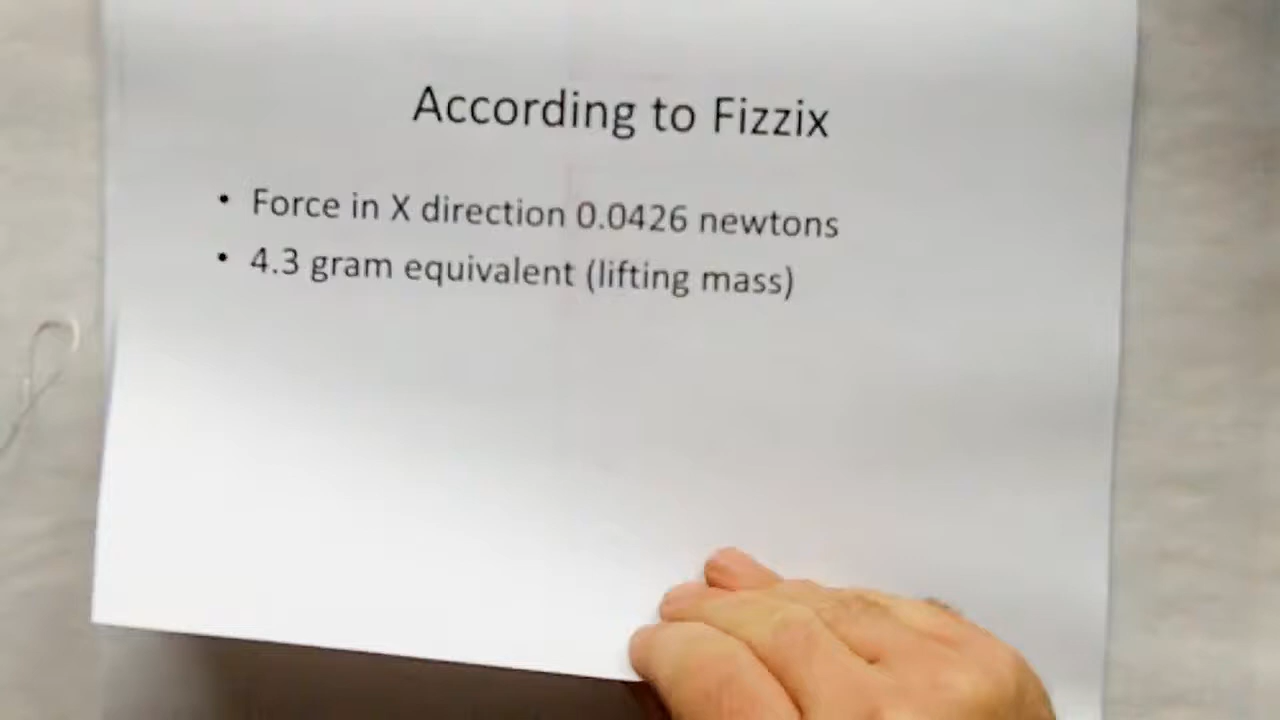 According to Fizzix
• Force in X direction 0.0426 newtons
• 4.3 gram equivalent (lifting mass)